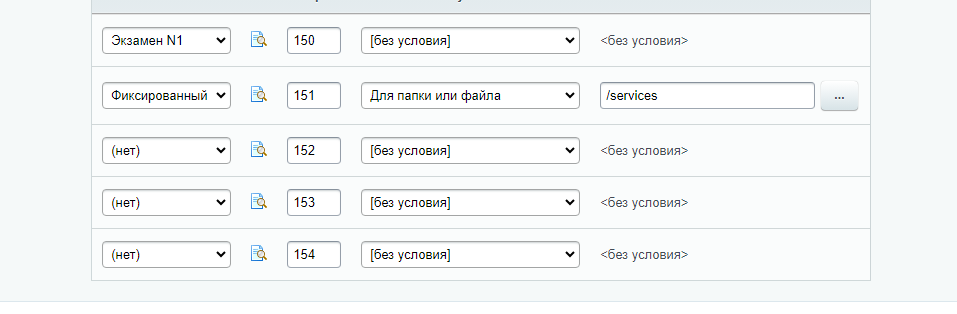 Экзамен N1 150 [без условия] <без условия>
Фиксированный 151 Для папки или файла /services ...
(нет) 152 [без условия] <без условия>
(нет) 153 [без условия] <без условия>
(нет) 154 [без условия] <без условия>